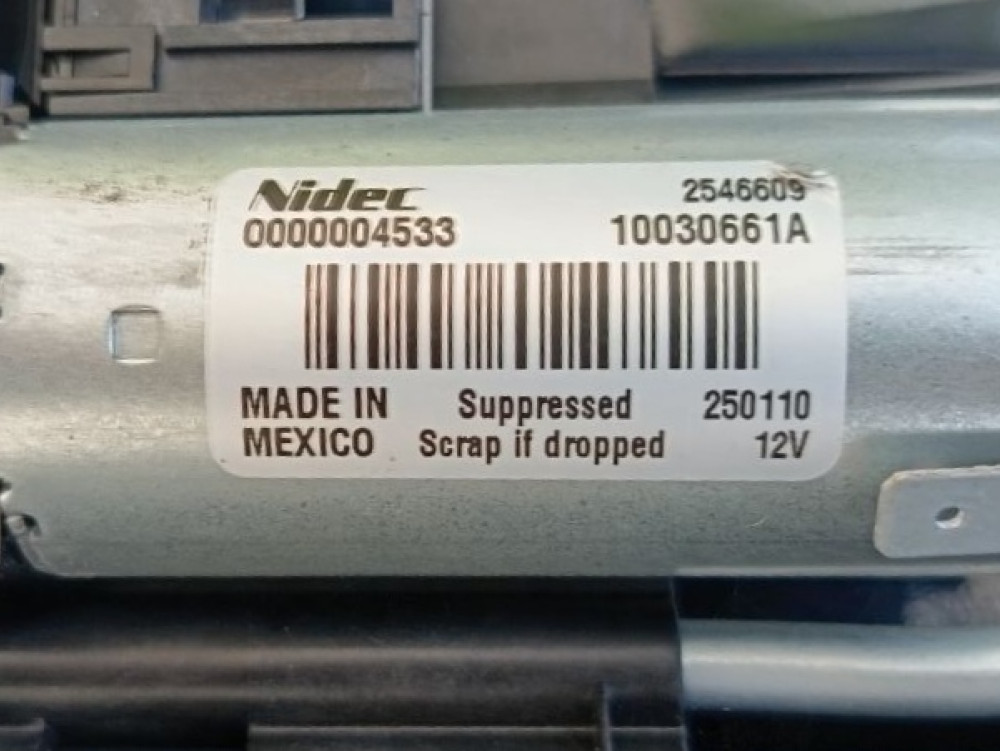 Nidec 2546609
0000004533 10030661A
MADE IN Suppressed 250110
MEXICO Scrap if dropped 12V